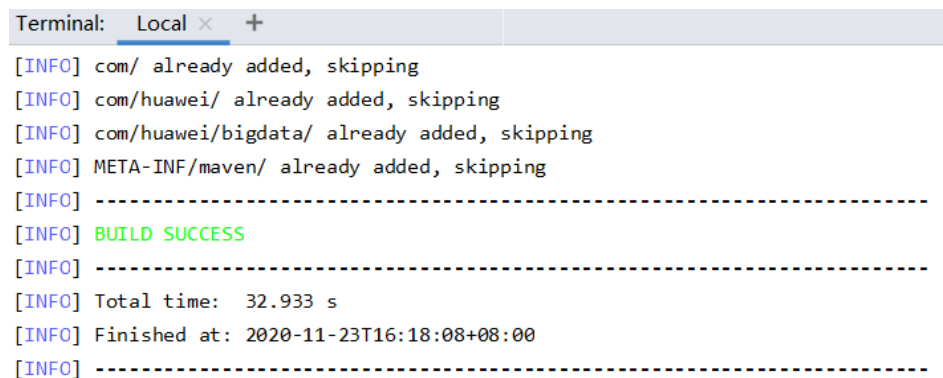 Terminal: Local × +
[INFO] com/ already added, skipping
[INFO] com/huawei/ already added, skipping
[INFO] com/huawei/bigdata/ already added, skipping
[INFO] META-INF/maven/ already added, skipping
[INFO] ------------------------------------------------------------------------
[INFO] BUILD SUCCESS
[INFO] ------------------------------------------------------------------------
[INFO] Total time:  32.933 s
[INFO] Finished at: 2020-11-23T16:18:08+08:00
[INFO] ------------------------------------------------------------------------